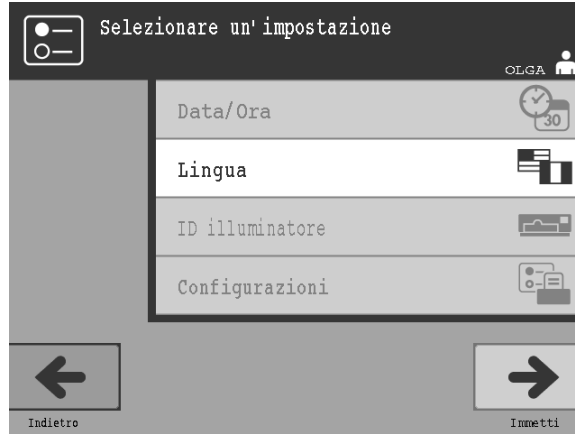 Selezionare un'impostazione
OLGA
Data/Ora
30
Lingua
ID illuminatore
Configurazioni
Indietro
Immetti